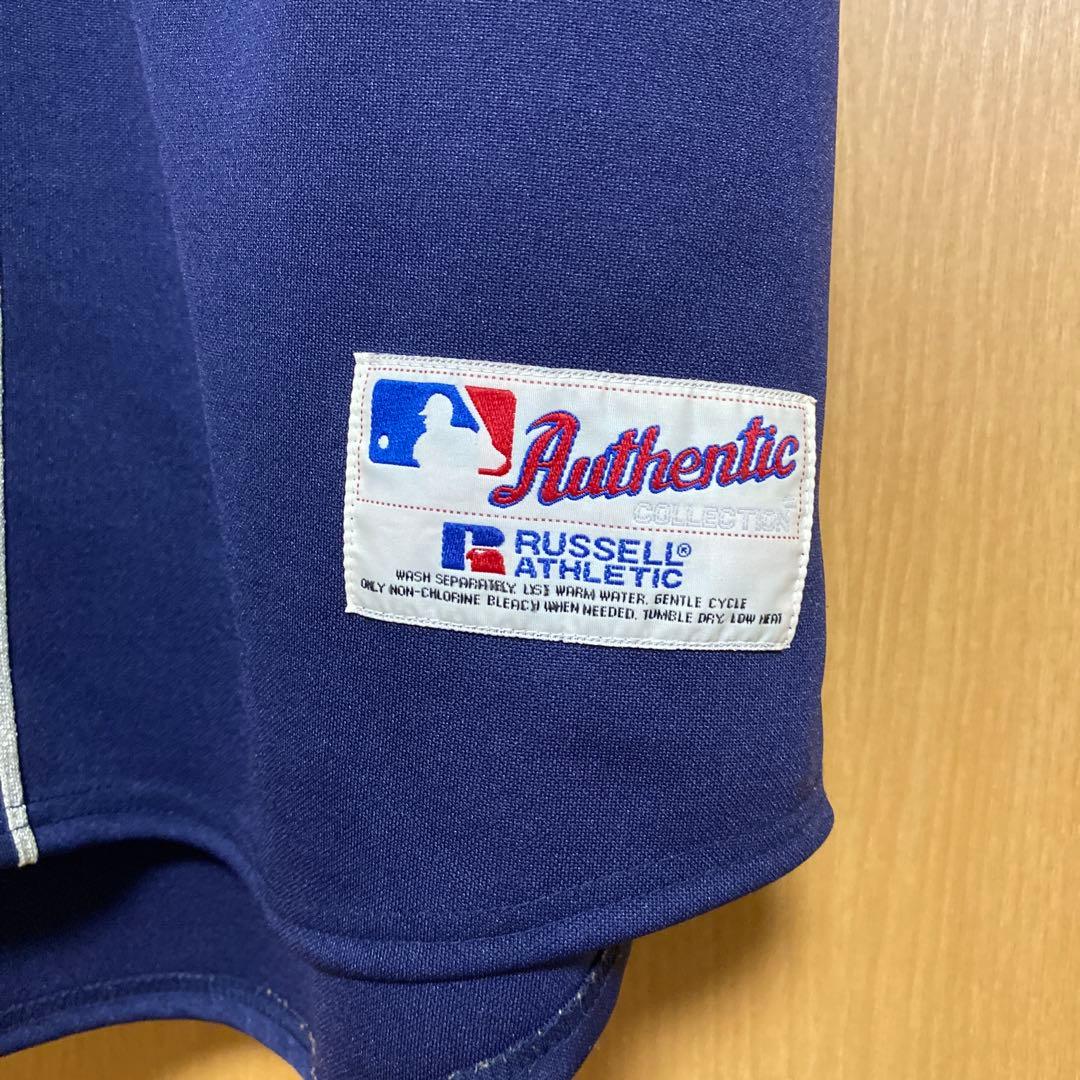 Authentic
COLLECTION
RUSSELL®
ATHLETIC
WASH SEPARATELY. WARM WATER, GENTLE CYCLE
ONLY NON-CHLORINE BLEACH WHEN NEEDED, TUMBLE DRY, LOW HEAT